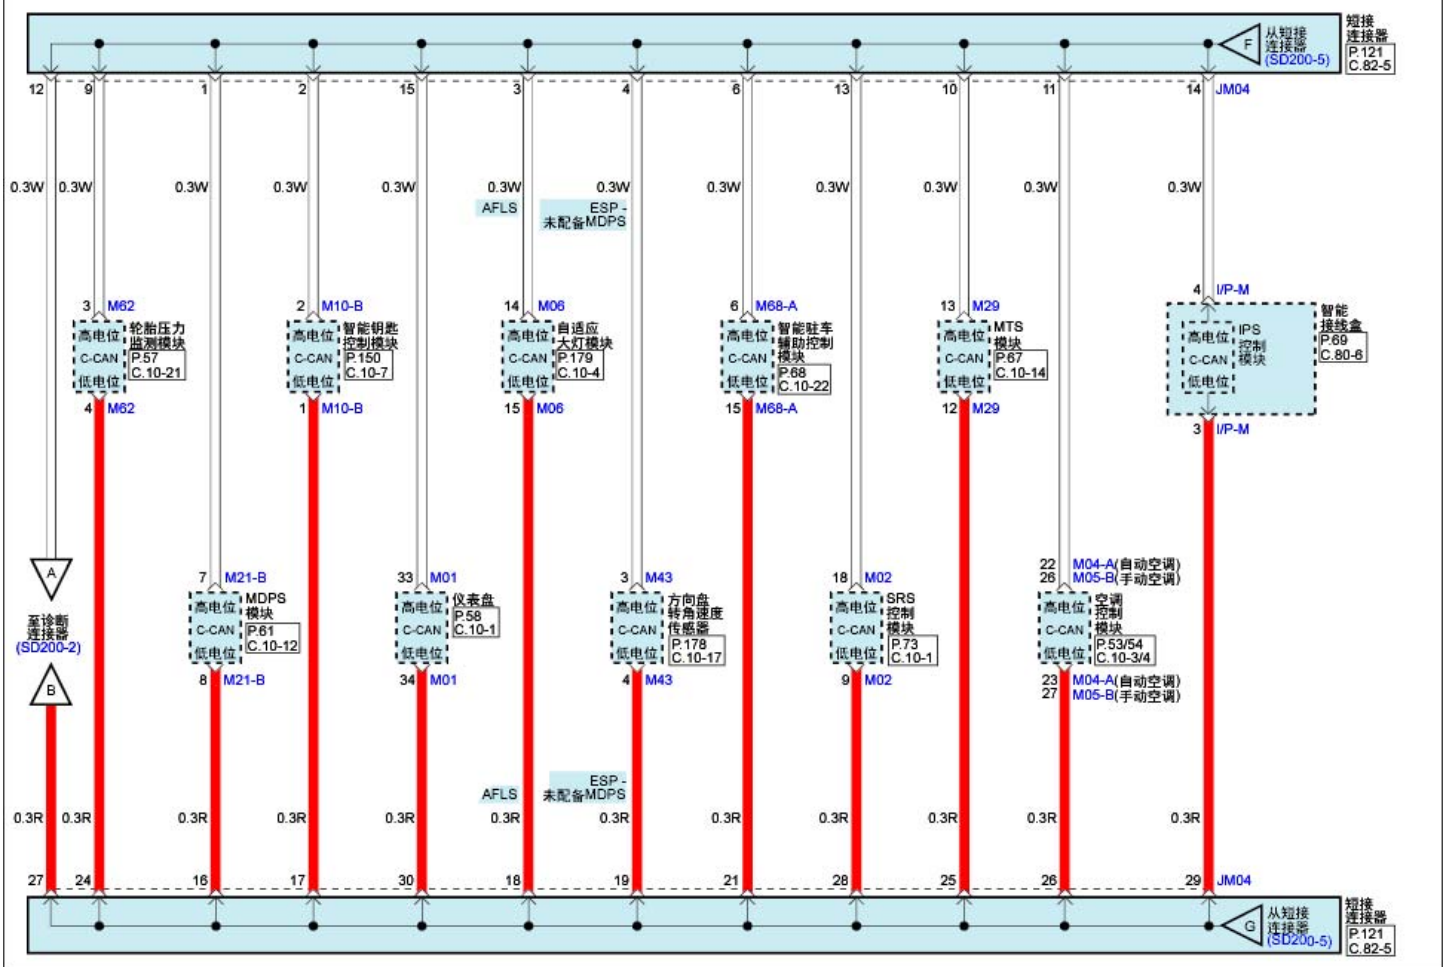 F
从短接
连接器
(SD200-5)
短接
连接器
P.121
C.82-5
12
9
1
2
15
3
4
6
13
10
11
14
JM04
0.3W
0.3W
0.3W
0.3W
0.3W
0.3W
0.3W
0.3W
0.3W
0.3W
0.3W
0.3W
AFLS
ESP -
未配备MDPS
3 M62
高电位
C-CAN
低电位
轮胎压力
监测模块
P.57
C.10-21
4 M62
2 M10-B
高电位
C-CAN
低电位
智能钥匙
控制模块
P.150
C.10-7
1 M10-B
14 M06
高电位
C-CAN
低电位
自适应
大灯模块
P.179
C.10-4
15 M06
6 M68-A
高电位
C-CAN
低电位
智能驻车
辅助控制
模块
P.68
C.10-22
15 M68-A
13 M29
高电位
C-CAN
低电位
MTS
模块
P.67
C.10-14
12 M29
4 I/P-M
高电位
C-CAN
低电位
IPS
控制
模块
智能
接线盒
P.69
C.80-6
3 I/P-M
A
至诊断
连接器
(SD200-2)
B
7 M21-B
高电位
C-CAN
低电位
MDPS
模块
P.61
C.10-12
8 M21-B
33 M01
高电位
C-CAN
低电位
仪表盘
P.58
C.10-1
34 M01
3 M43
高电位
C-CAN
低电位
方向盘
转角速度
传感器
P.178
C.10-17
4 M43
18 M02
高电位
C-CAN
低电位
SRS
控制
模块
P.73
C.10-1
9 M02
22 M04-A(自动空调)
26 M05-B(手动空调)
高电位
C-CAN
低电位
空调
控制
模块
P.53/54
C.10-3/4
23 M04-A(自动空调)
27 M05-B(手动空调)
AFLS
ESP -
未配备MDPS
0.3R
0.3R
0.3R
0.3R
0.3R
0.3R
0.3R
0.3R
0.3R
0.3R
0.3R
0.3R
27
24
16
17
30
18
19
21
28
25
26
29
JM04
G
从短接
连接器
(SD200-5)
短接
连接器
P.121
C.82-5